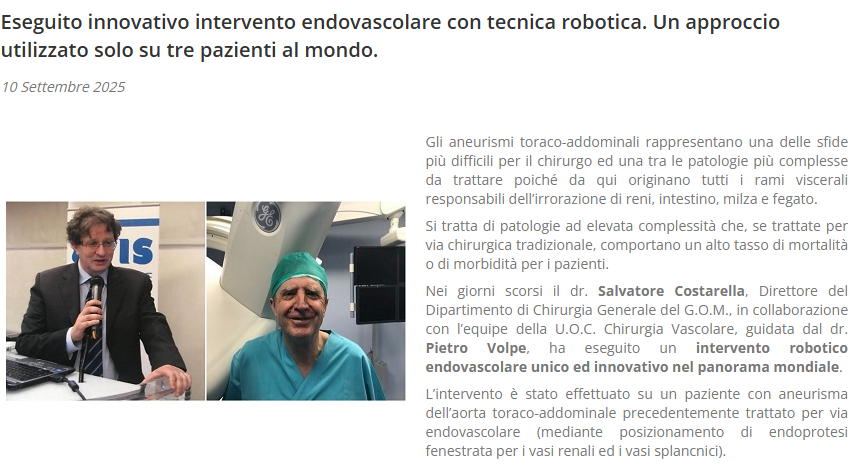 Eseguito innovativo intervento endovascolare con tecnica robotica. Un approccio
utilizzato solo su tre pazienti al mondo.
10 Settembre 2025
Gli aneurismi toraco-addominali rappresentano una delle sfide
più difficili per il chirurgo ed una tra le patologie più complesse
da trattare poiché da qui originano tutti i rami viscerali
responsabili dell'irrorazione di reni, intestino, milza e fegato.
Si tratta di patologie ad elevata complessità che, se trattate per
via chirurgica tradizionale, comportano un alto tasso di mortalità
o di morbidità per i pazienti.
Nei giorni scorsi il dr. Salvatore Costarella, Direttore del
Dipartimento di Chirurgia Generale del G.O.M., in collaborazione
con l'equipe della U.O.C. Chirurgia Vascolare, guidata dal dr.
Pietro Volpe, ha eseguito un intervento robotico
endovascolare unico ed innovativo nel panorama mondiale.
L'intervento è stato effettuato su un paziente con aneurisma
dell'aorta toraco-addominale precedentemente trattato per via
endovascolare (mediante posizionamento di endoprotesi
fenestrata per i vasi renali ed i vasi splancnici).